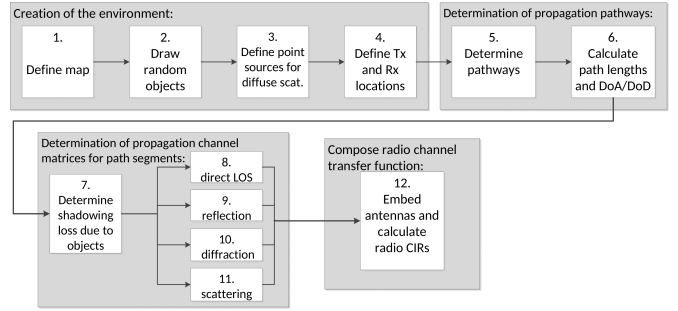 Creation of the environment:
1.
Define map
2.
Draw
random
objects
3.
Define point
sources for
diffuse scat.
4.
Define Tx
and Rx
locations
Determination of propagation pathways:
5.
Determine
pathways
6.
Calculate
path lengths
and DoA/DoD
Determination of propagation channel
matrices for path segments:
7.
Determine
shadowing
loss due to
objects
8.
direct LOS
9.
reflection
10.
diffraction
11.
scattering
Compose radio channel
transfer function:
12.
Embed
antennas and
calculate
radio CIRs